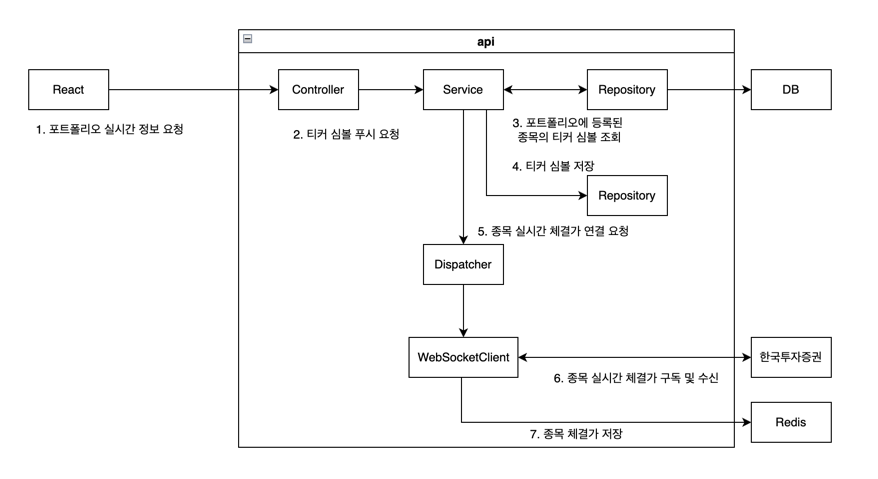 api
React
Controller
Service
Repository
DB
1. 포트폴리오 실시간 정보 요청
2. 티커 심볼 푸시 요청
3. 포트폴리오에 등록된
종목의 티커 심볼 조회
4. 티커 심볼 저장
Repository
5. 종목 실시간 체결가 연결 요청
Dispatcher
WebSocketClient
한국투자증권
6. 종목 실시간 체결가 구독 및 수신
Redis
7. 종목 체결가 저장